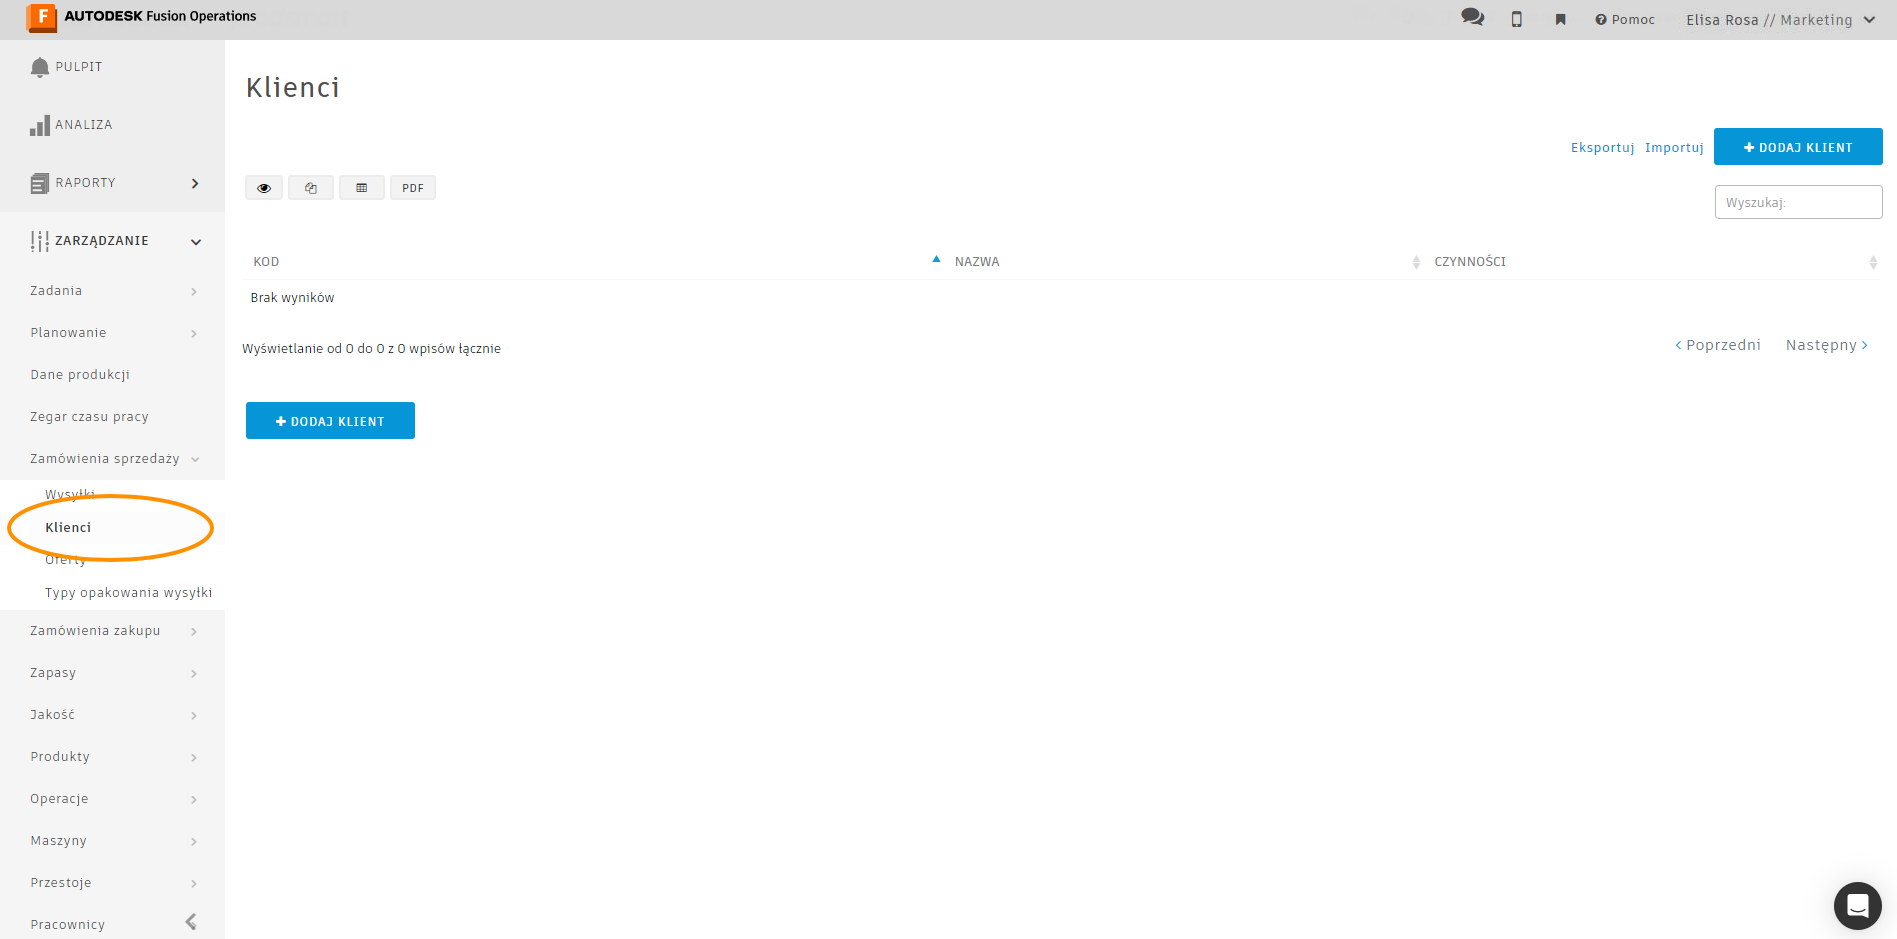 F AUTODESK Fusion Operations
Pomoc
Elisa Rosa // Marketing
PULPIT
ANALIZA
RAPORTY
ZARZĄDZANIE
Zadania
Planowanie
Dane produkcji
Zegar czasu pracy
Zamówienia sprzedaży
Wysyłki
Klienci
Oferty
Typy opakowania wysyłki
Zamówienia zakupu
Zapasy
Jakość
Produkty
Operacje
Maszyny
Przestoje
Pracownicy
Klienci
Eksportuj Importuj + DODAJ KLIENT
PDF
Wyszukaj:
KOD NAZWA CZYNNOŚCI
Brak wyników
Wyświetlanie od 0 do 0 z 0 wpisów łącznie
< Poprzedni Następny >
+ DODAJ KLIENT